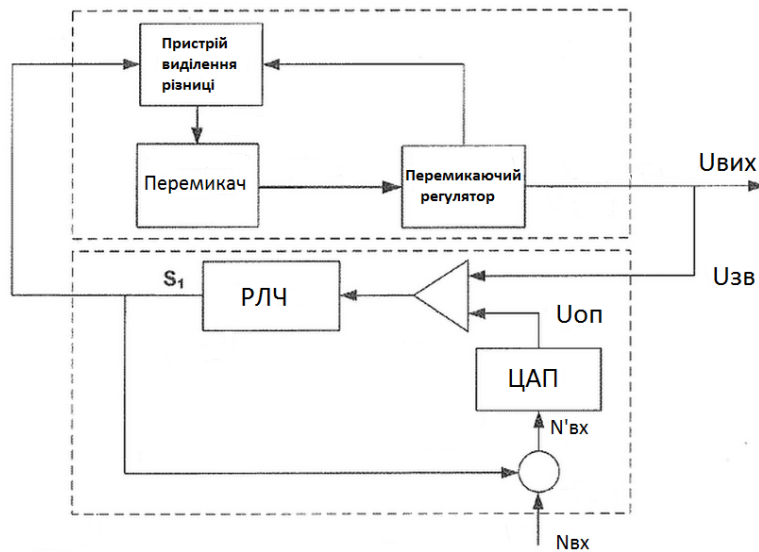 Пристрій
виділення
різниці
Перемикач
Перемикаючий
регулятор
Uвих
S1
РЛЧ
Uзв
Uоп
ЦАП
N'вх
Nвх